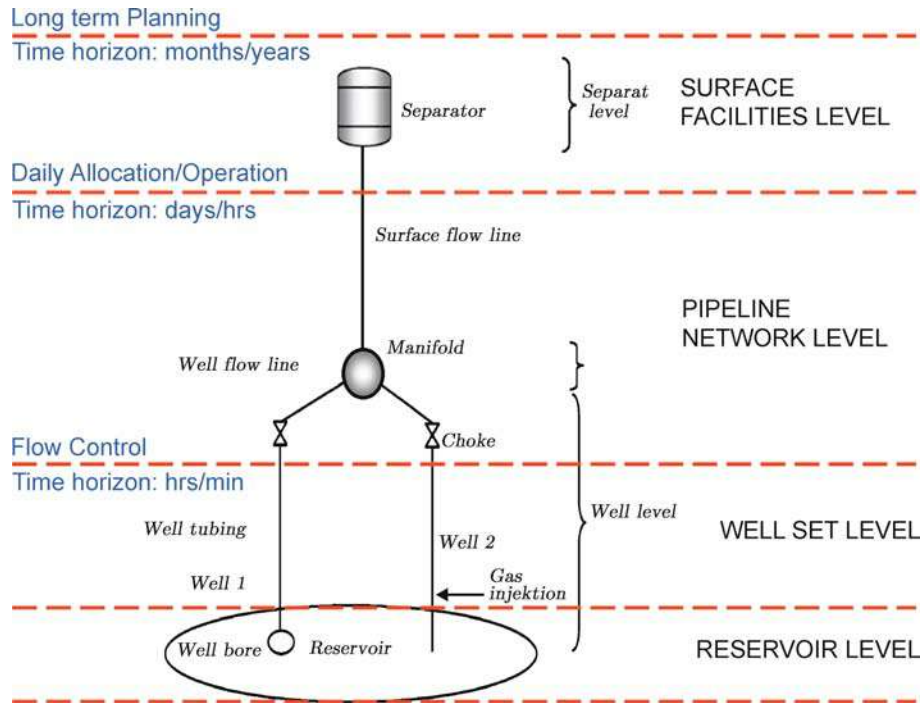 Long term Planning
Time horizon: months/years
Separator
Separat
level
SURFACE
FACILITIES LEVEL
Daily Allocation/Operation
Time horizon: days/hrs
Surface flow line
PIPELINE
NETWORK LEVEL
Manifold
Well flow line
Choke
Flow Control
Time horizon: hrs/min
Well level
Well tubing
Well 2
WELL SET LEVEL
Well 1
Gas
injektion
Well bore
Reservoir
RESERVOIR LEVEL